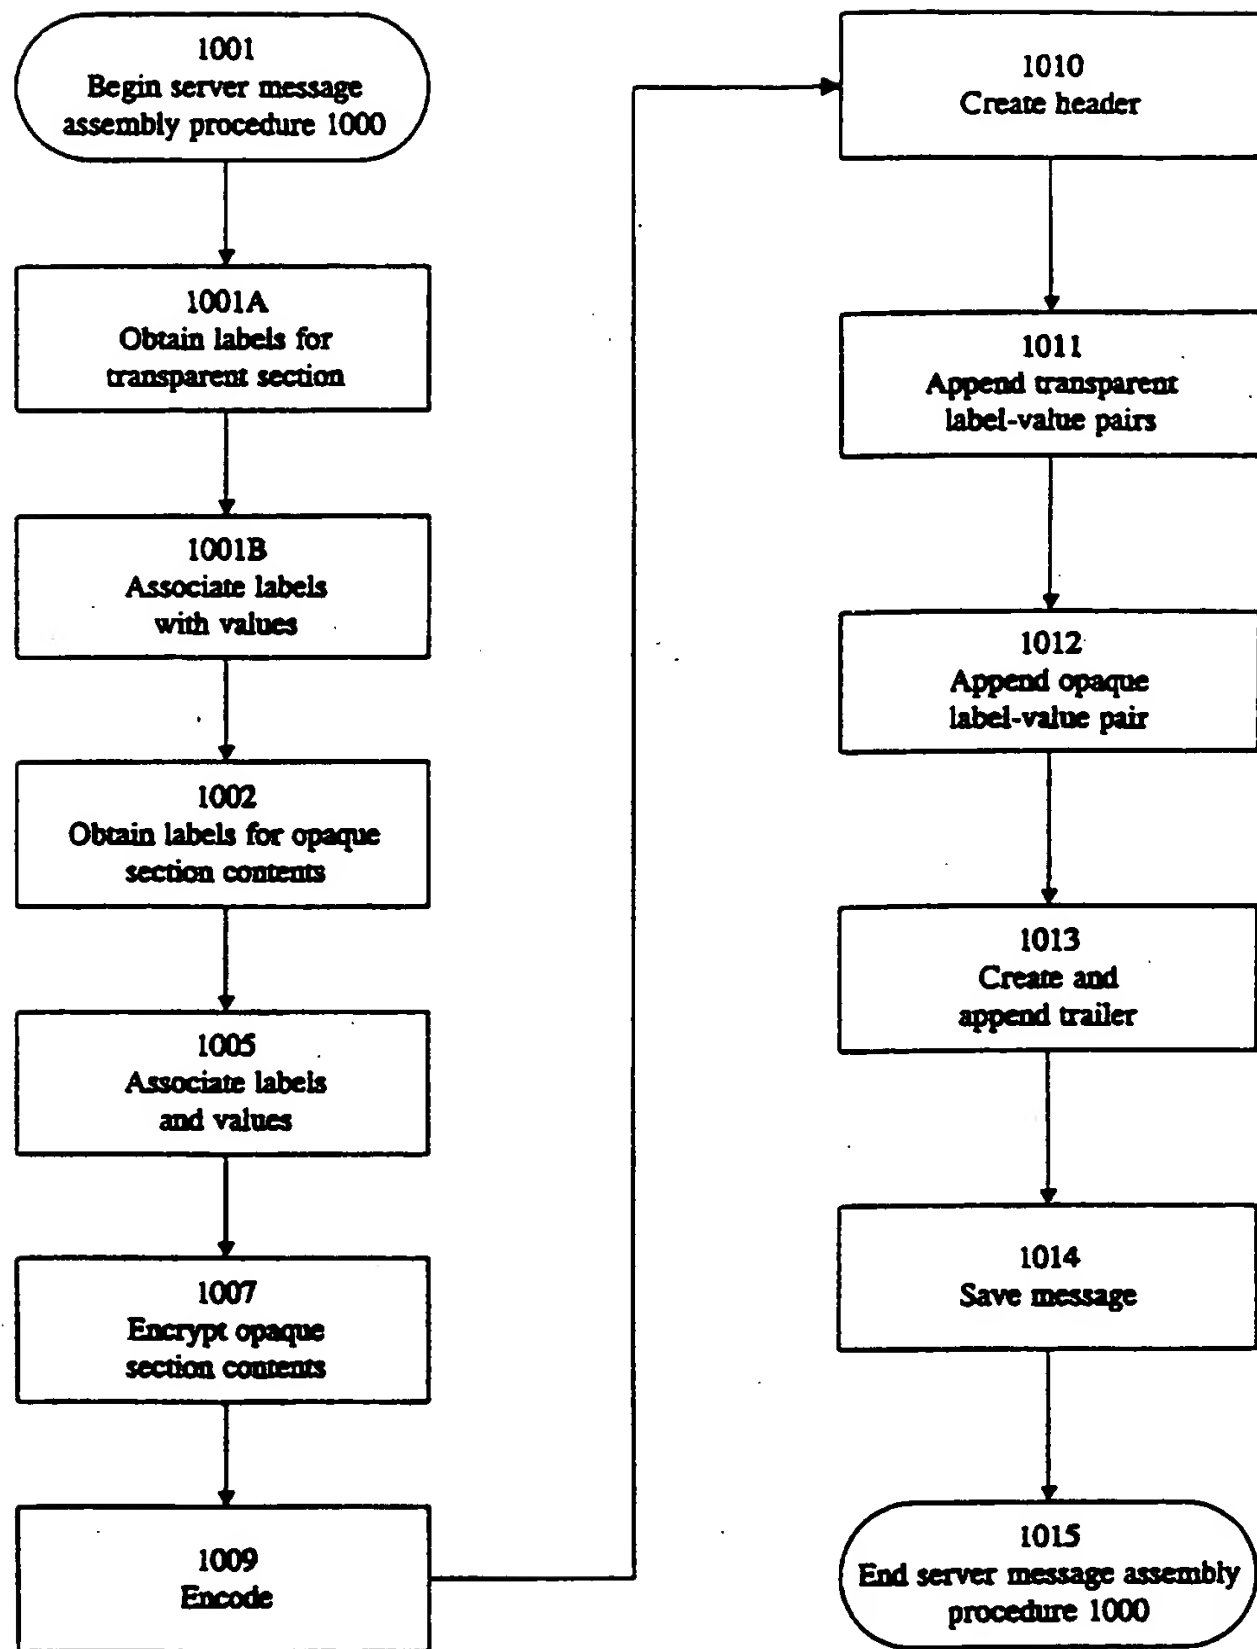 1001
Begin server message
assembly procedure 1000
1001A
Obtain labels for
transparent section
1001B
Associate labels
with values
1002
Obtain labels for opaque
section contents
1005
Associate labels
and values
1007
Encrypt opaque
section contents
1009
Encode
1010
Create header
1011
Append transparent
label-value pairs
1012
Append opaque
label-value pair
1013
Create and
append trailer
1014
Save message
1015
End server message assembly
procedure 1000